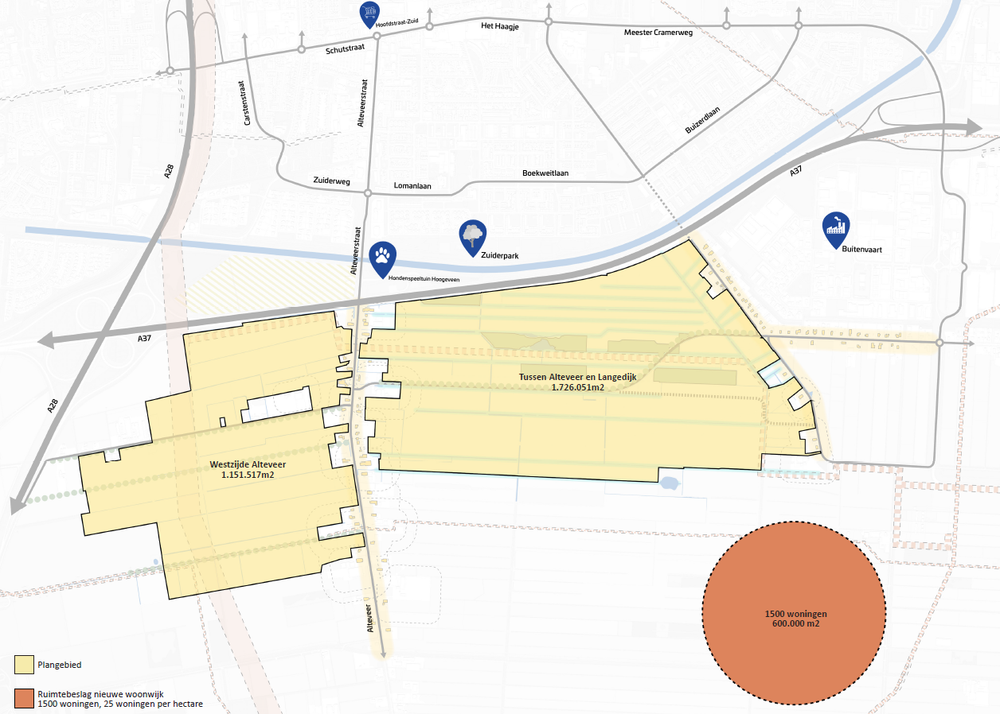 Hoofdstraat-Zuid
Het Haagje
Meester Cramerweg
Schutstraat
Carstenstraat
Alteveerstraat
Buizerdlaan
A28
Zuiderweg
Lomanlaan
Boekweitlaan
A37
Alteveerstraat
Zuiderpark
Buitenvaart
Hondenspeeltuin Hoogeveen
A37
A28
Tussen Alteveer en Langedijk
1.726.051m2
Westzijde Alteveer
1.151.517m2
Alteveer
1500 woningen
600.000 m2
Plangebied
Ruimtebeslag nieuwe woonwijk
1500 woningen, 25 woningen per hectare